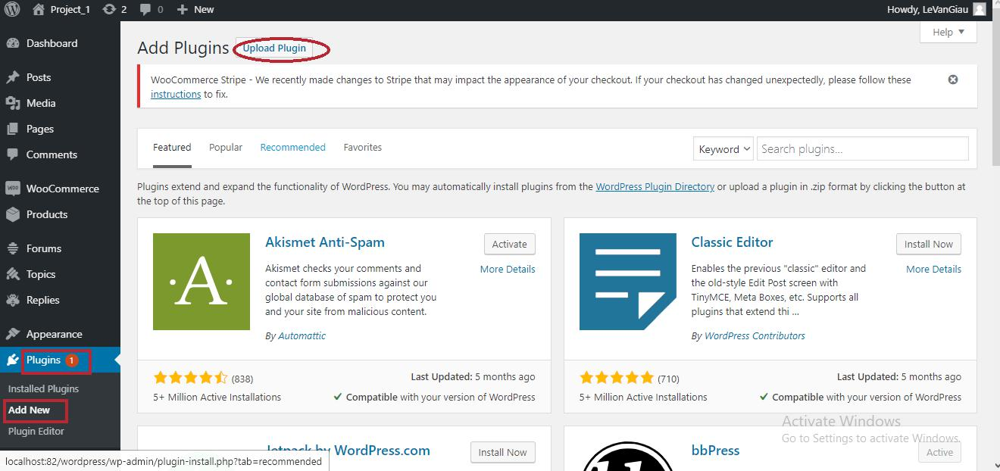 Project_1 2 0 New Howdy, LeVanGiau
Dashboard
Posts
Media
Pages
Comments
WooCommerce
Products
Forums
Topics
Replies
Appearance
Plugins 1
Installed Plugins
Add New
Plugin Editor
Help
Add Plugins Upload Plugin
WooCommerce Stripe - We recently made changes to Stripe that may impact the appearance of your checkout. If your checkout has changed unexpectedly, please follow these
instructions to fix.
Featured Popular Recommended Favorites Keyword Search plugins...
Plugins extend and expand the functionality of WordPress. You may automatically install plugins from the WordPress Plugin Directory or upload a plugin in .zip format by clicking the button at
the top of this page.
Akismet Anti-Spam
Activate
More Details
Akismet checks your comments and
contact form submissions against our
global database of spam to protect you
and your site from malicious content.
By Automattic
(838)
Last Updated: 5 months ago
5+ Million Active Installations
Compatible with your version of WordPress
Classic Editor
Install Now
More Details
Enables the previous "classic" editor and
the old-style Edit Post screen with
TinyMCE, Meta Boxes, etc. Supports all
plugins that extend thi ...
By WordPress Contributors
(710)
Last Updated: 5 months ago
5+ Million Active Installations
Compatible with your version of WordPress
Jetpack by WordPress.com
Install Now
bbPress
Active
Activate Windows
Go to Settings to activate Windows.
localhost:82/wordpress/wp-admin/plugin-install.php?tab=recommended